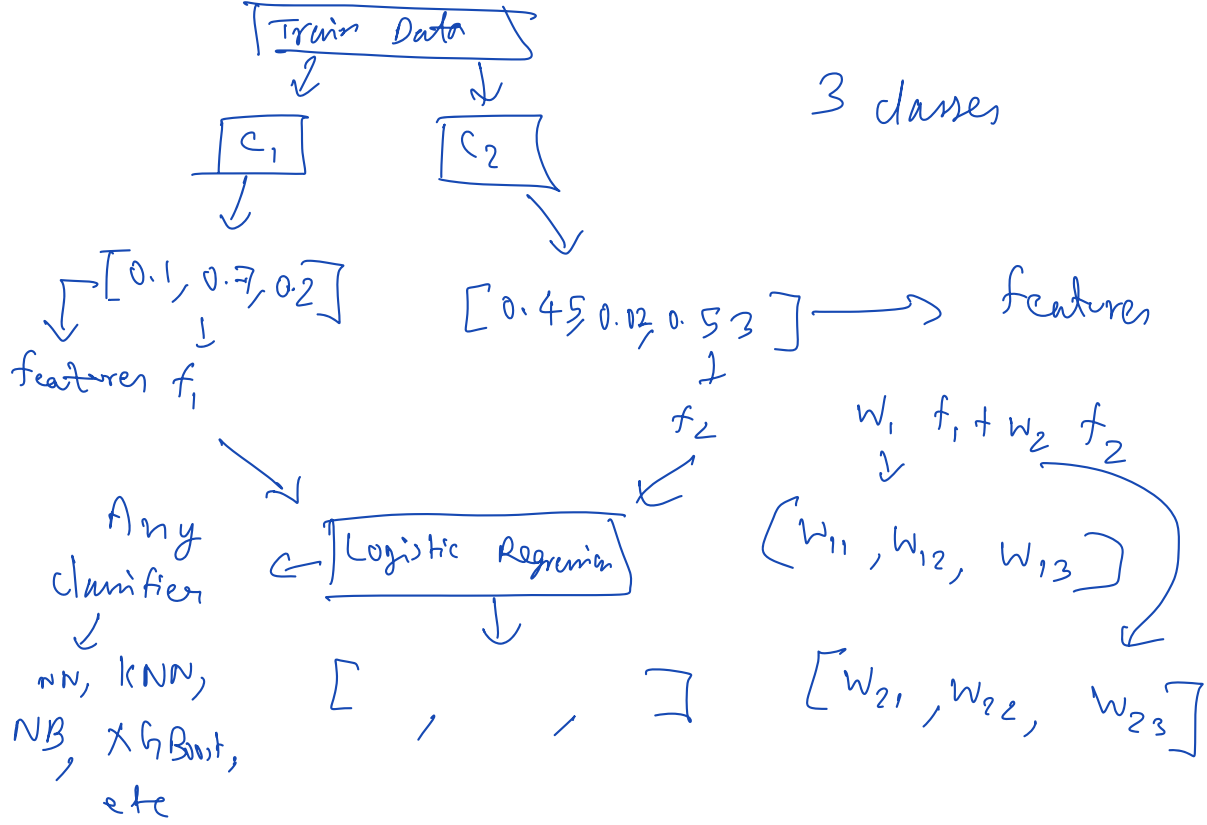 Train Data
3 classes
C1
C2
[0.1, 0.7, 0.2]
[0.45, 0.02, 0.53]
features
features f1
f2
w1 f1 + w2 f2
Any
classifier
Logistic Regression
(w11, w12, w13]
NN, KNN,
NB, XGBoost,
etc
[ , , ]
[w21, w22, w23]